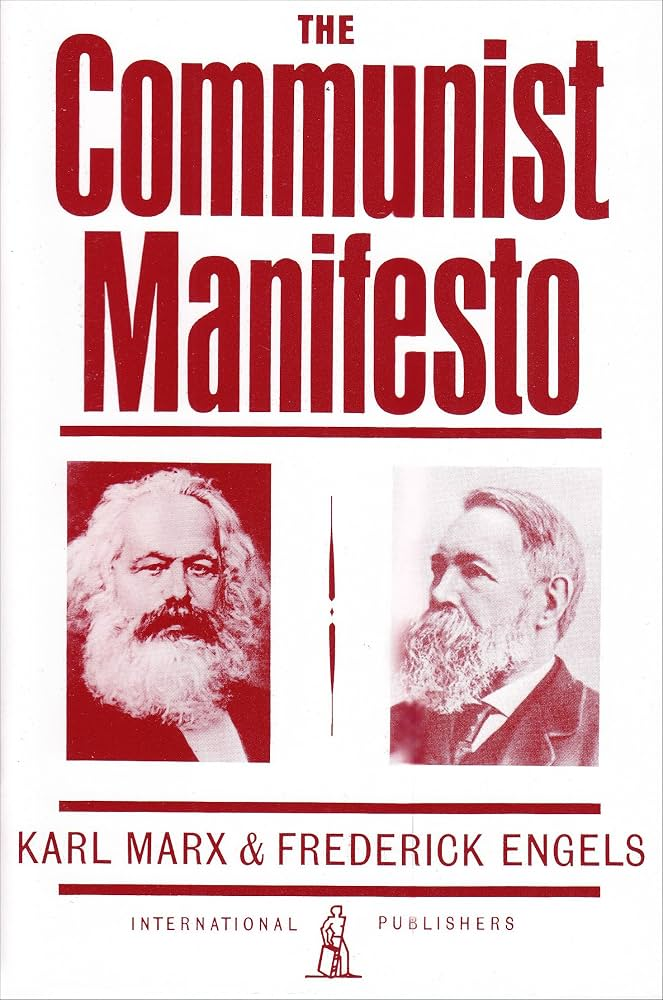 THE
Communist
Manifesto
KARL MARX & FREDERICK ENGELS
INTERNATIONAL PUBLISHERS